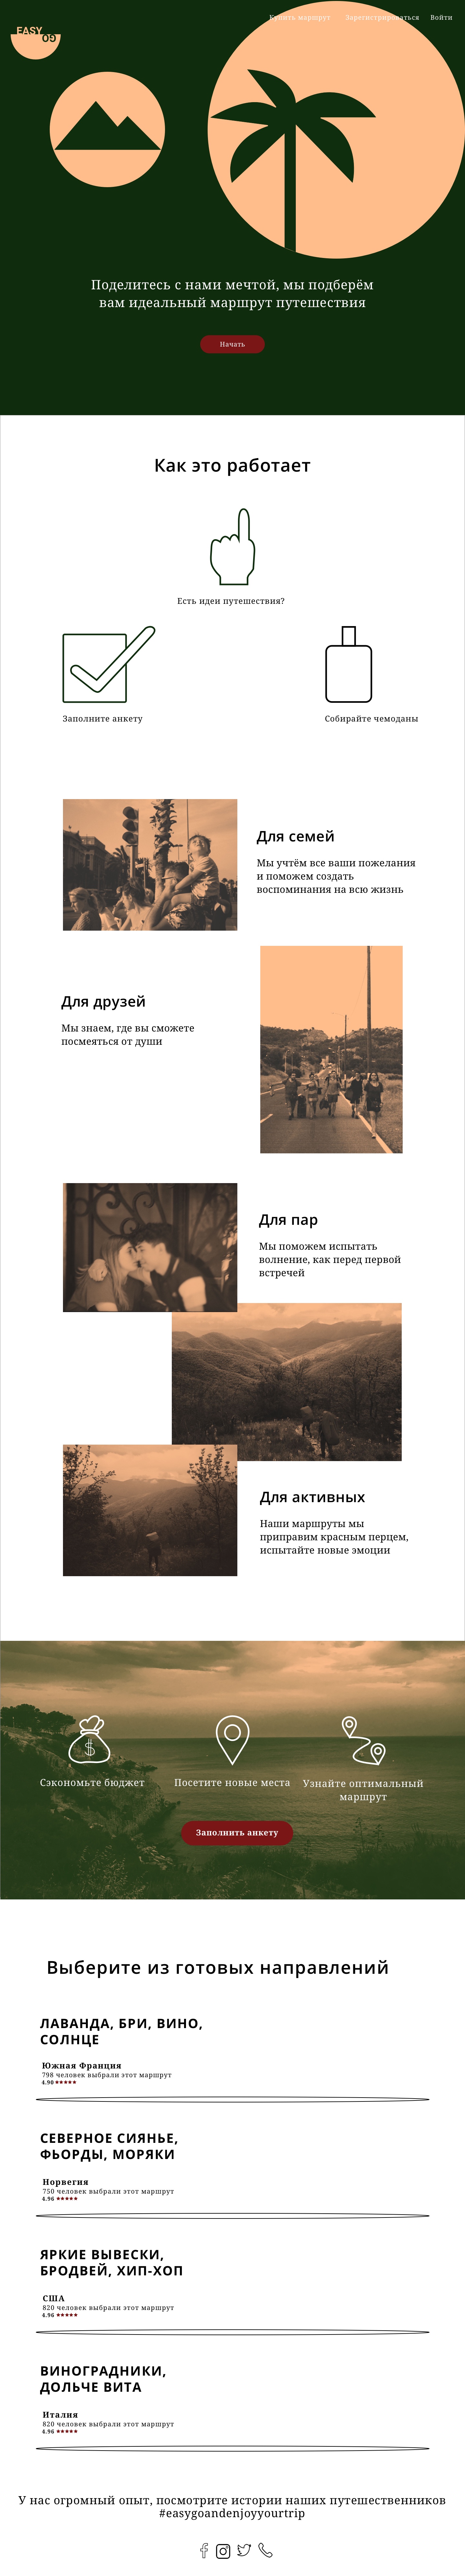 Купить маршрут Зарегистрироваться Войти
EASY
GO
Поделитесь с нами мечтой, мы подберём
вам идеальный маршрут путешествия
Начать
Как это работает
Есть идеи путешествия?
Заполните анкету
Собирайте чемоданы
Для семей
Мы учтём все ваши пожелания
и поможем создать
воспоминания на всю жизнь
Для друзей
Мы знаем, где вы сможете
посмеяться от души
Для пар
Мы поможем испытать
волнение, как перед первой
встречей
Для активных
Наши маршруты мы
приправим красным перцем,
испытайте новые эмоции
Сэкономьте бюджет
Посетите новые места
Узнайте оптимальный
маршрут
Заполнить анкету
Выберите из готовых направлений
ЛАВАНДА, БРИ, ВИНО,
СОЛНЦЕ
Южная Франция
798 человек выбрали этот маршрут
4.90 ★★★★★
СЕВЕРНОЕ СИЯНЬЕ,
ФЬОРДЫ, МОРЯКИ
Норвегия
750 человек выбрали этот маршрут
4.96 ★★★★★
ЯРКИЕ ВЫВЕСКИ,
БРОДВЕЙ, ХИП-ХОП
США
820 человек выбрали этот маршрут
4.96 ★★★★★
ВИНОГРАДНИКИ,
ДОЛЬЧЕ ВИТА
Италия
820 человек выбрали этот маршрут
4.96 ★★★★★
У нас огромный опыт, посмотрите истории наших путешественников
#easygoandenjoyyourtrip